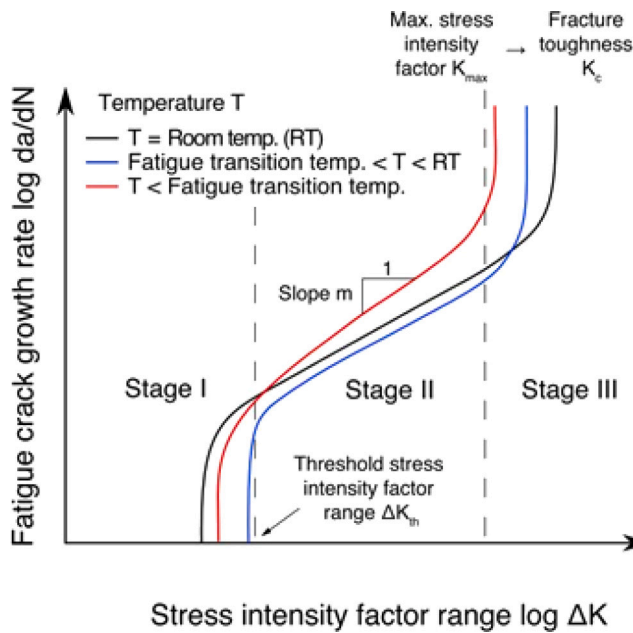 Max. stress
intensity
factor K_max
→
Fracture
toughness
K_c
Temperature T
T = Room temp. (RT)
Fatigue transition temp. < T < RT
T < Fatigue transition temp.
Fatigue crack growth rate log da/dN
1
Slope m
Stage I
Stage II
Stage III
Threshold stress
intensity factor
range ΔK_th
Stress intensity factor range log ΔK